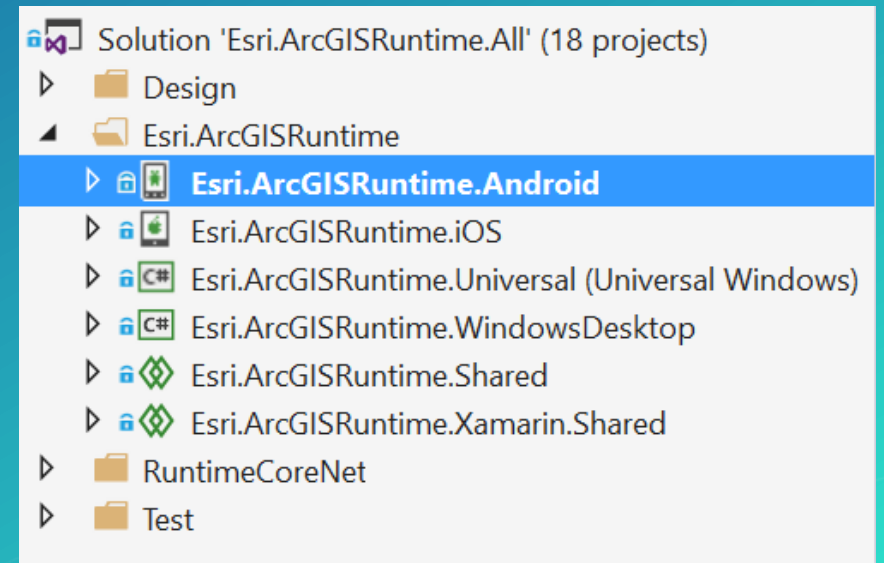 Solution 'Esri.ArcGISRuntime.All' (18 projects)
Design
Esri.ArcGISRuntime
Esri.ArcGISRuntime.Android
Esri.ArcGISRuntime.iOS
C# Esri.ArcGISRuntime.Universal (Universal Windows)
C# Esri.ArcGISRuntime.WindowsDesktop
Esri.ArcGISRuntime.Shared
Esri.ArcGISRuntime.Xamarin.Shared
RuntimeCoreNet
Test